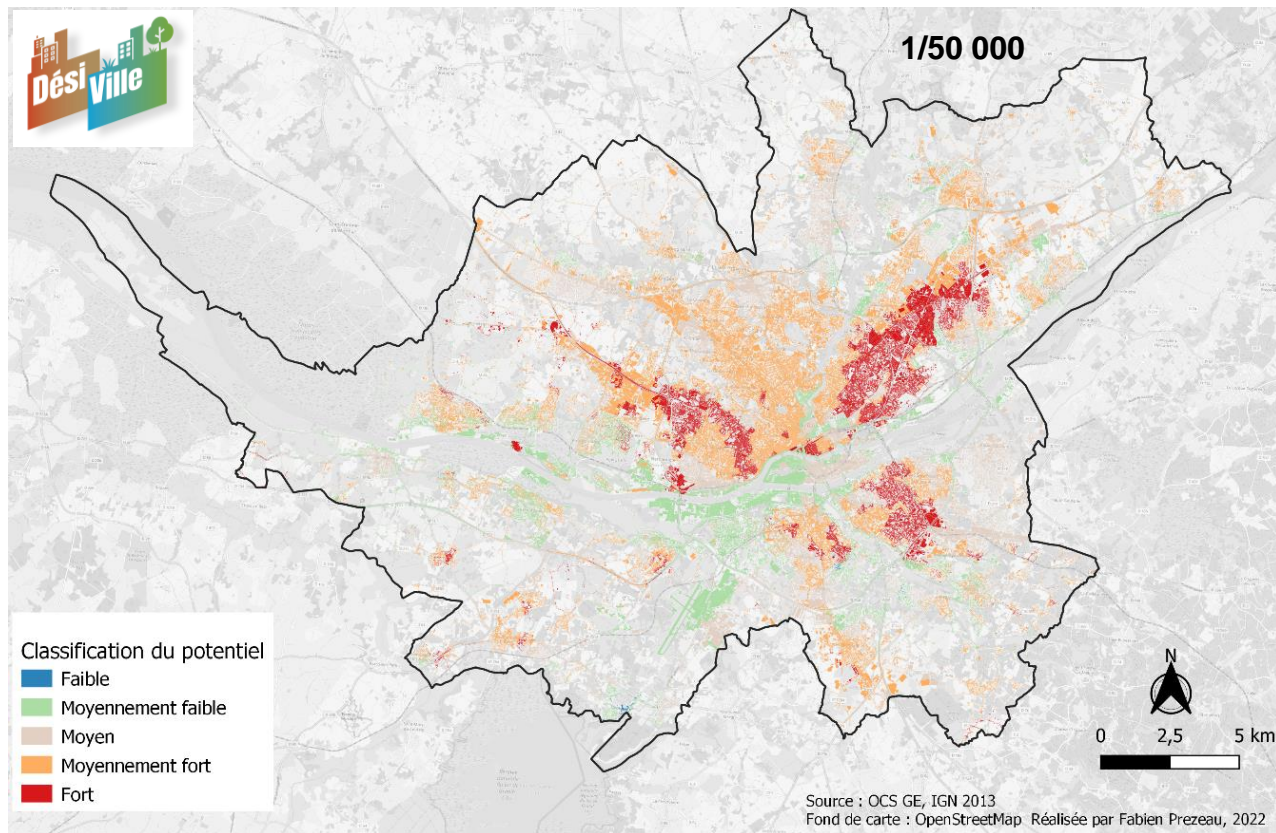 Dési Ville
1/50 000
Classification du potentiel
Faible
Moyennement faible
Moyen
Moyennement fort
Fort
N
0 2,5 5 km
Source : OCS GE, IGN 2013
Fond de carte : OpenStreetMap Réalisée par Fabien Prezeau, 2022